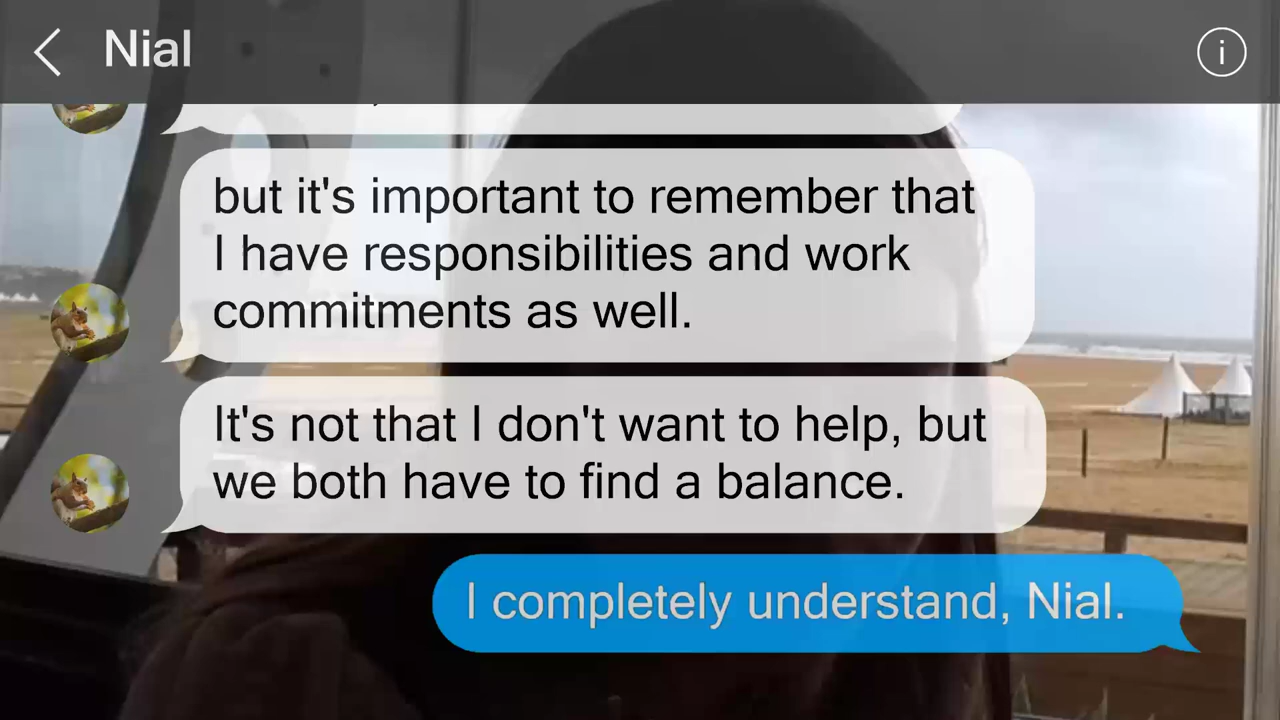 Nial
i
but it's important to remember that
I have responsibilities and work
commitments as well.
It's not that I don't want to help, but
we both have to find a balance.
I completely understand, Nial.